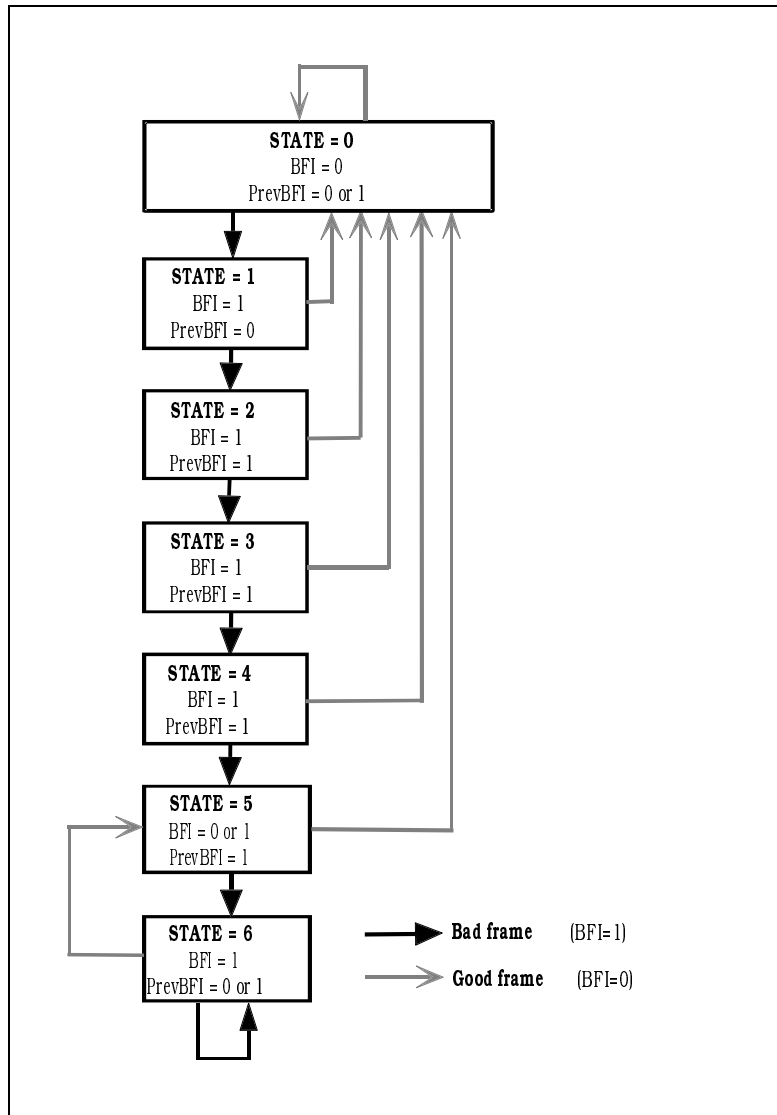 STATE = 0
BFI = 0
PrevBFI = 0 or 1
STATE = 1
BFI = 1
PrevBFI = 0
STATE = 2
BFI = 1
PrevBFI = 1
STATE = 3
BFI = 1
PrevBFI = 1
STATE = 4
BFI = 1
PrevBFI = 1
STATE = 5
BFI = 0 or 1
PrevBFI = 1
STATE = 6
BFI = 1
PrevBFI = 0 or 1
Bad frame (BFI=1)
Good frame (BFI=0)